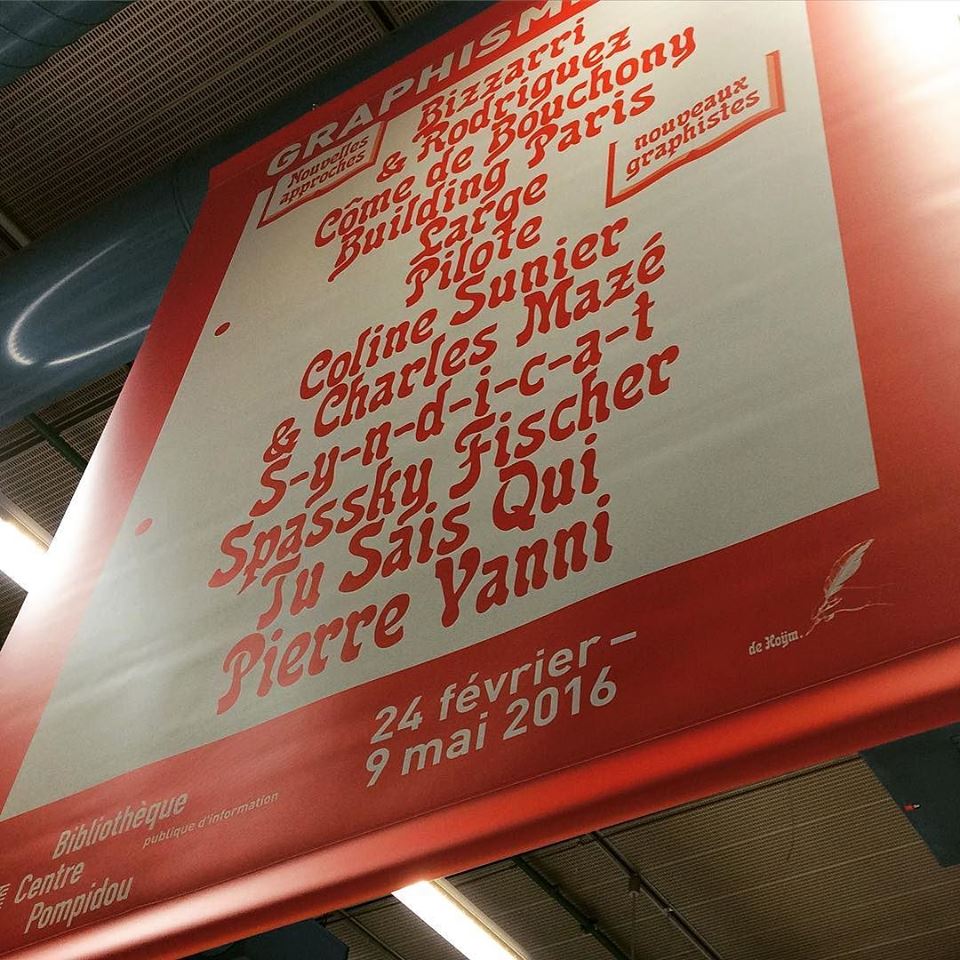 GRAPHISME
Nouvelles
approches
Bizzarri
& Rodriguez
Côme de Bouchony
Building Paris
Large
Pilote
nouveaux
graphistes
Coline Sunier
& Charles Mazé
S-y-n-d-i-c-a-t
Spassky Fischer
Tu Sais Qui
Pierre Vanni
24 février –
9 mai 2016
de Hoÿm.
Bibliothèque
publique d'information
Centre
Pompidou